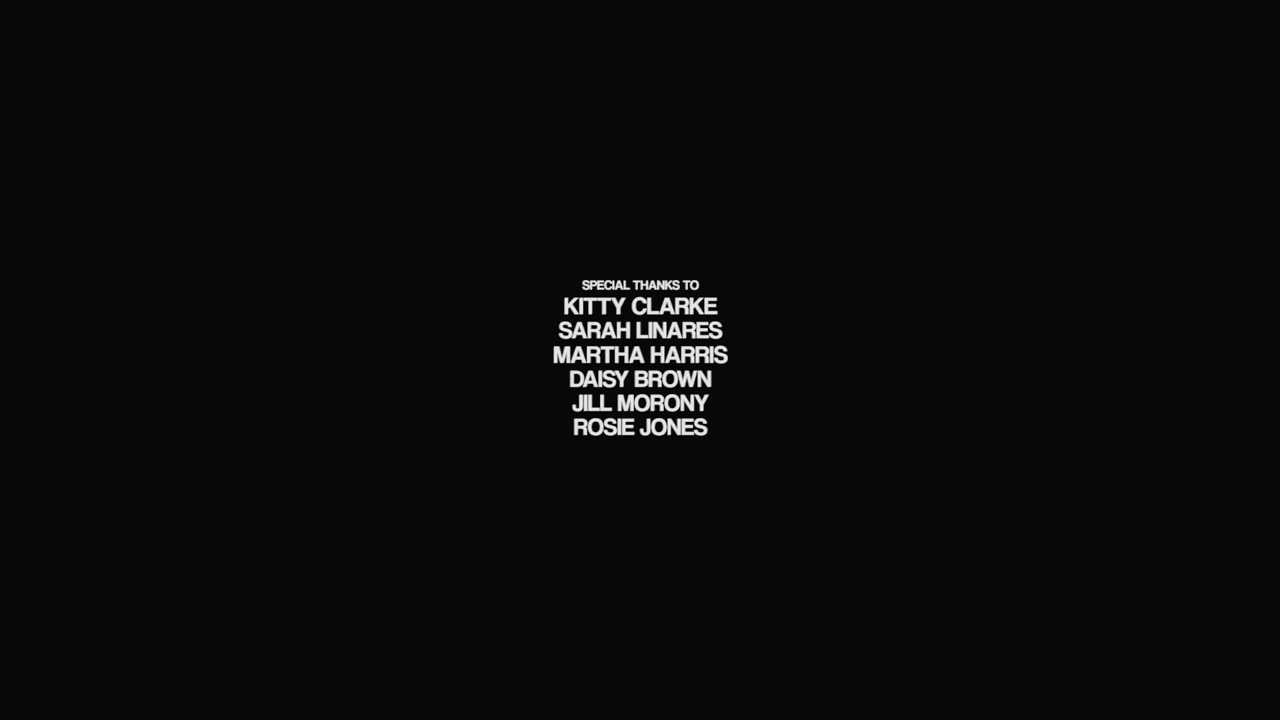 SPECIAL THANKS TO
KITTY CLARKE
SARAH LINARES
MARTHA HARRIS
DAISY BROWN
JILL MORONY
ROSIE JONES